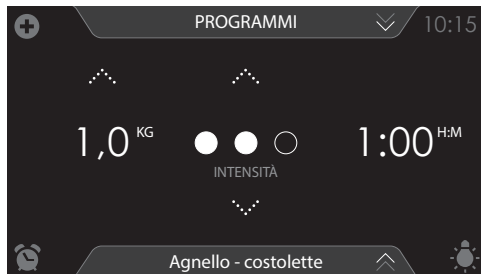 PROGRAMMI
10:15
1,0 KG
INTENSITÀ
1:00 H:M
Agnello - costolette